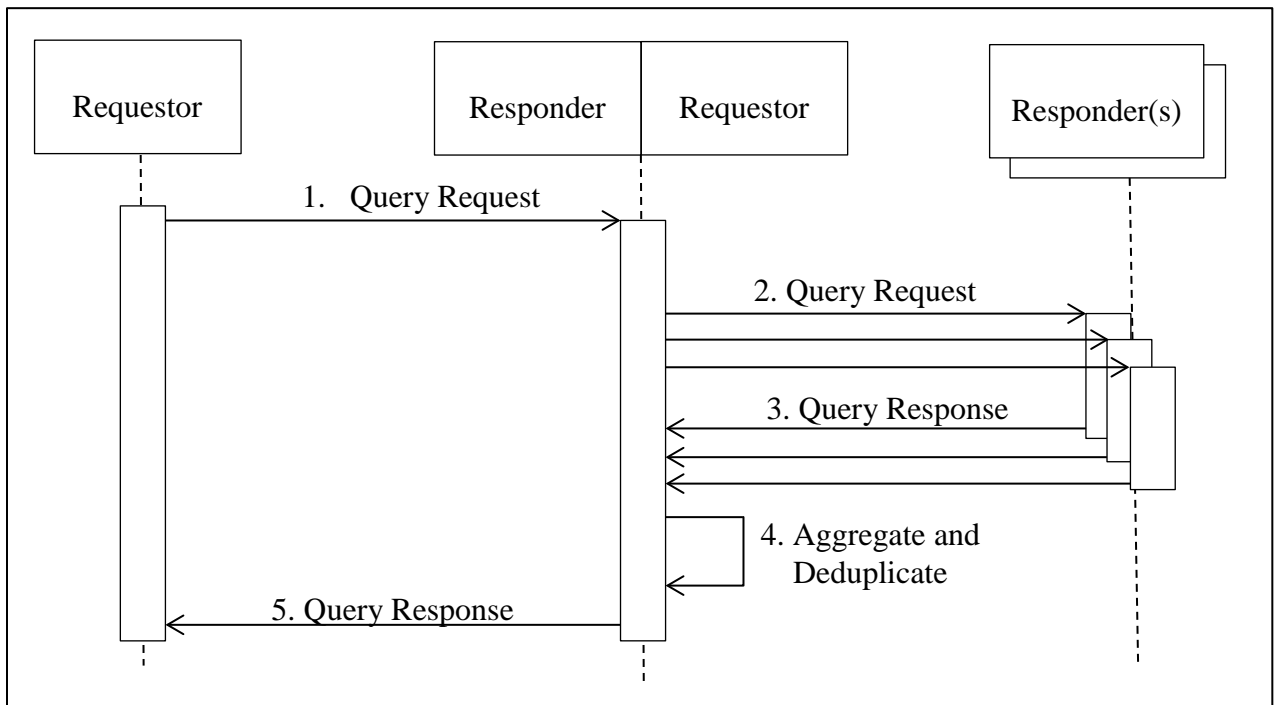 Requestor
Responder
Requestor
Responder(s)
1. Query Request
2. Query Request
3. Query Response
4. Aggregate and
Deduplicate
5. Query Response